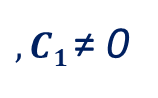 , C₁ ≠ 0